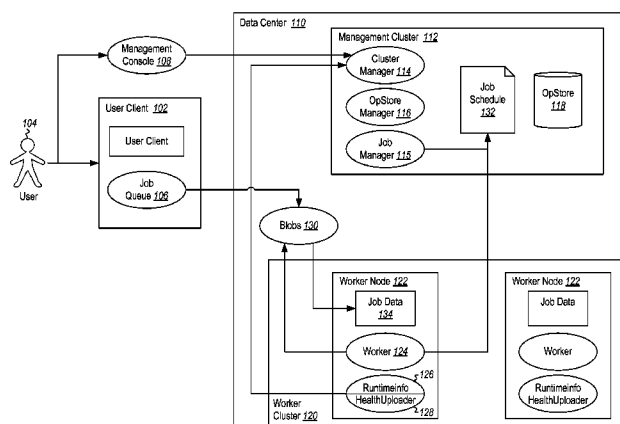 Data Center 110
Management Cluster 112
Management
Console 108
Cluster
Manager 114
OpStore
Manager 116
Job
Manager 115
Job
Schedule
132
OpStore
118
104
User
User Client 102
User Client
Job
Queue 106
Blobs 130
Worker Node 122
Job Data
134
Worker 124
RuntimeInfo
HealthUploader
126
128
Worker
Cluster 120
Worker Node 122
Job Data
Worker
RuntimeInfo
HealthUploader